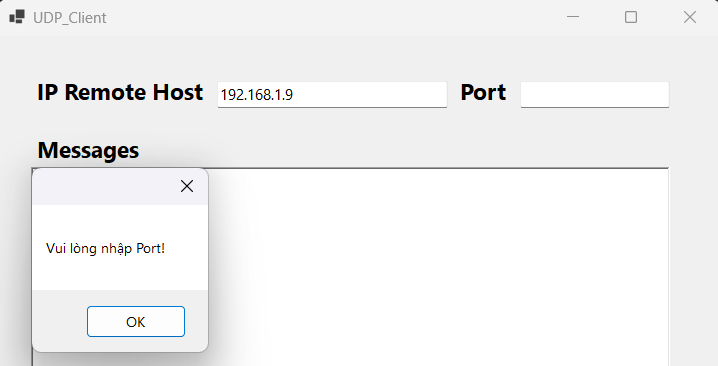 UDP_Client
IP Remote Host 192.168.1.9 Port
Messages
Vui lòng nhập Port!
OK